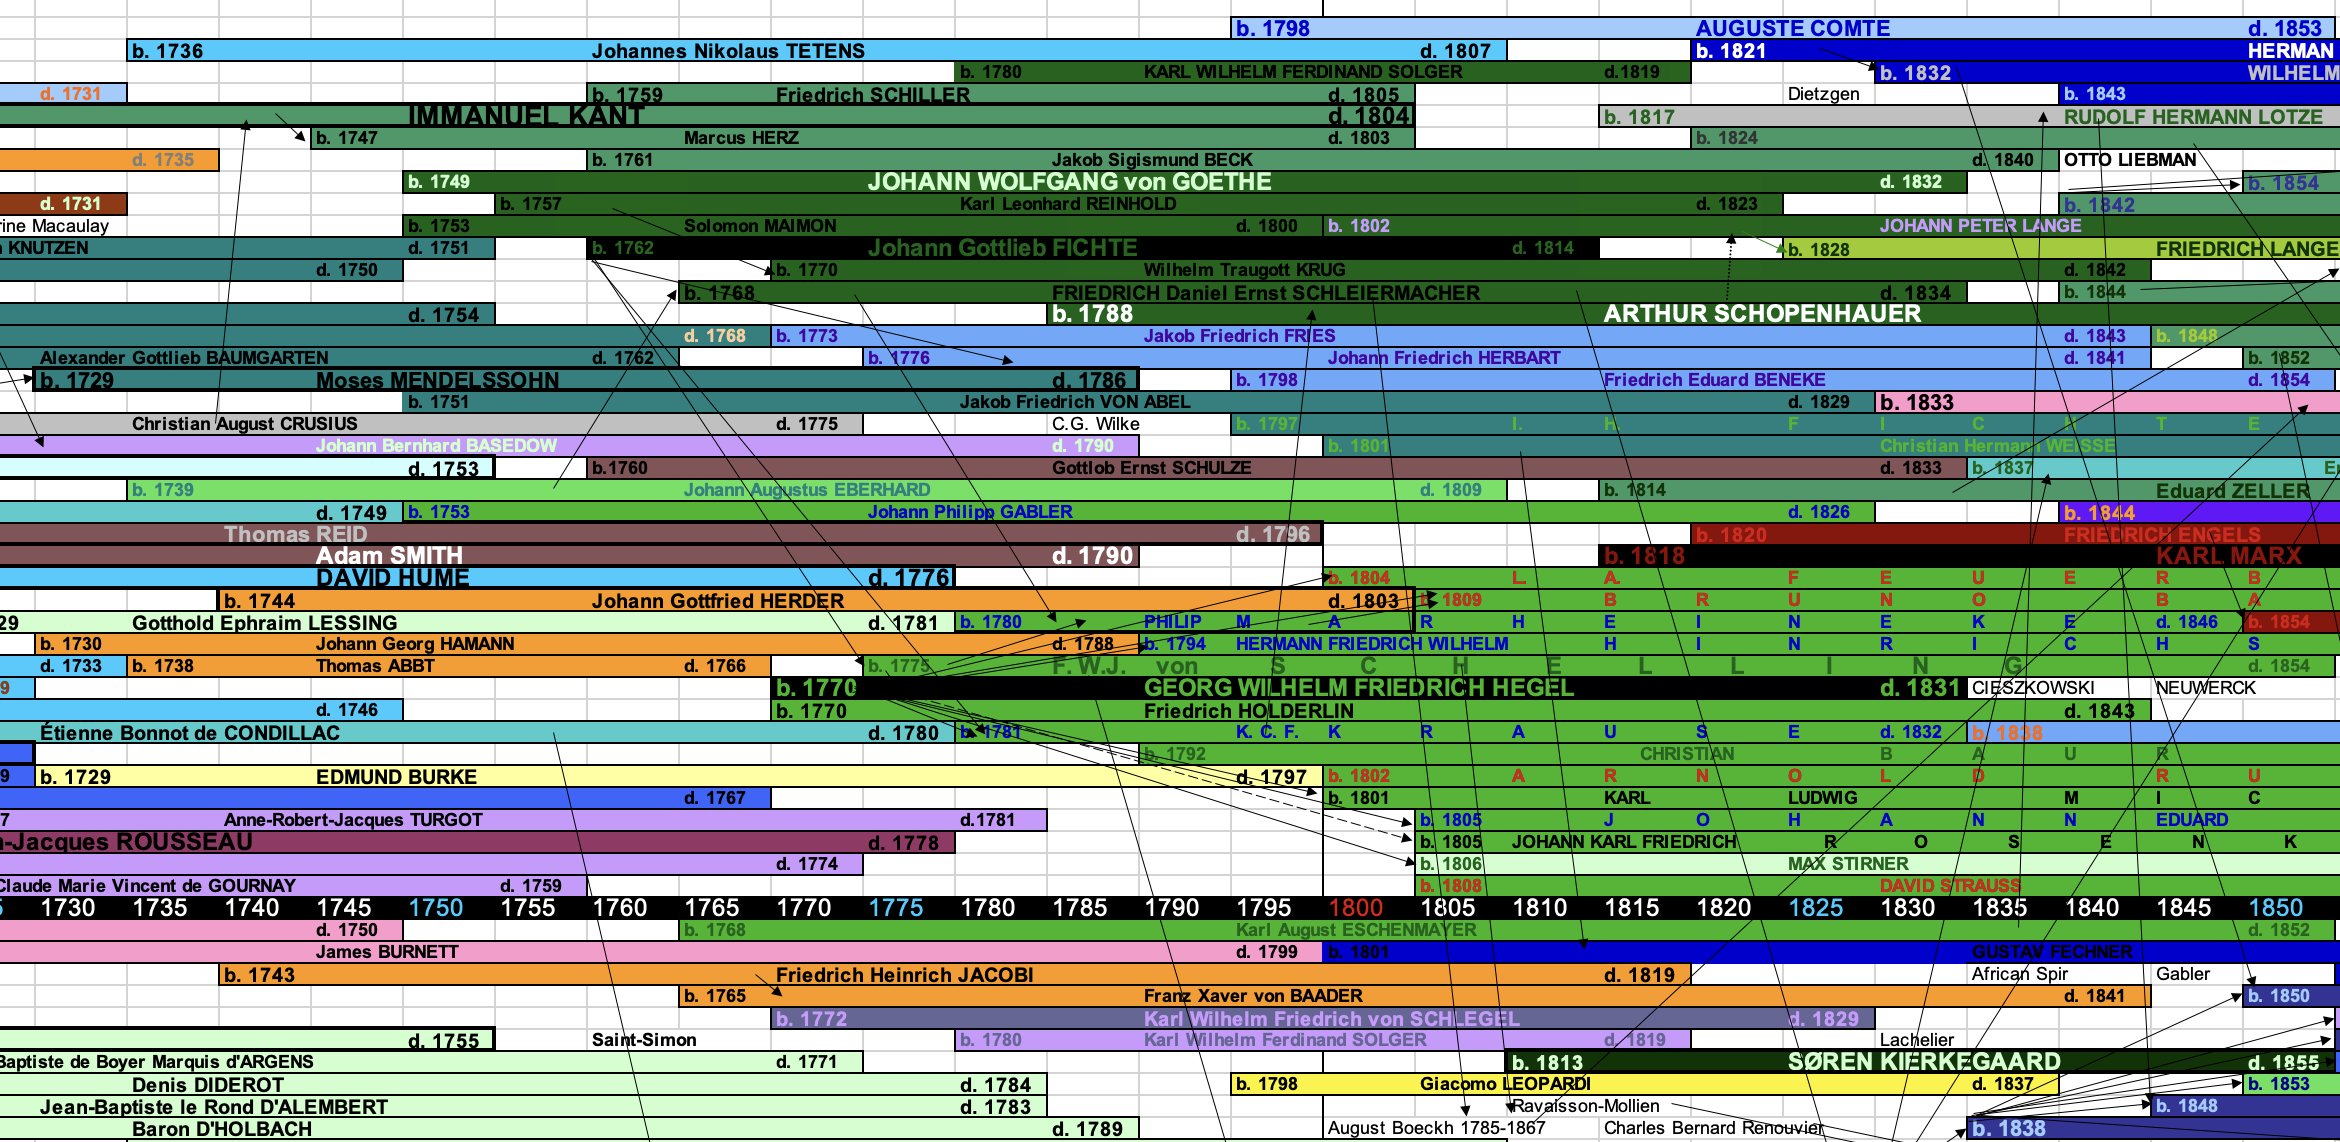 b. 1798 AUGUSTE COMTE d. 1853
b. 1736 Johannes Nikolaus TETENS d. 1807 b. 1821 HERMAN
b. 1780 KARL WILHELM FERDINAND SOLGER d.1819 b. 1832 WILHELM
d. 1731 b. 1759 Friedrich SCHILLER d. 1805 Dietzgen b. 1843
IMMANUEL KANT d. 1804 b. 1817 RUDOLF HERMANN LOTZE
b. 1747 Marcus HERZ d. 1803 b. 1824
d. 1735 b. 1761 Jakob Sigismund BECK d. 1840 OTTO LIEBMAN
b. 1749 JOHANN WOLFGANG von GOETHE d. 1832 b. 1854
d. 1731 b. 1757 Karl Leonhard REINHOLD d. 1823 b. 1842
rine Macaulay b. 1753 Solomon MAIMON d. 1800 b. 1802 JOHANN PETER LANGE
KNUTZEN d. 1751 b. 1762 Johann Gottlieb FICHTE d. 1814 b. 1828 FRIEDRICH LANGE
d. 1750 b. 1770 Wilhelm Traugott KRUG d. 1842
b. 1768 FRIEDRICH Daniel Ernst SCHLEIERMACHER d. 1834 b. 1844
d. 1754 b. 1788 ARTHUR SCHOPENHAUER
d. 1768 b. 1773 Jakob Friedrich FRIES d. 1843 b. 1848
Alexander Gottlieb BAUMGARTEN d. 1762 b. 1776 Johann Friedrich HERBART d. 1841 b. 1852
b. 1729 Moses MENDELSSOHN d. 1786 b. 1798 Friedrich Eduard BENEKE d. 1854
b. 1751 Jakob Friedrich VON ABEL d. 1829 b. 1833
Christian August CRUSIUS d. 1775 C.G. Wilke b. 1797 I. H. F I C H T E
Johann Bernhard BASEDOW d. 1790 b. 1801 Christian Hermann WEISSE
d. 1753 b.1760 Gottlob Ernst SCHULZE d. 1833 b. 1837 E
b. 1739 Johann Augustus EBERHARD d. 1809 b. 1814 Eduard ZELLER
d. 1749 b. 1753 Johann Philipp GABLER d. 1826 b. 1844
Thomas REID d. 1796 b. 1820 FRIEDRICH ENGELS
Adam SMITH d. 1790 b. 1818 KARL MARX
DAVID HUME d. 1776 b. 1804 L. A. F E U E R B
b. 1744 Johann Gottfried HERDER d. 1803 b. 1809 B R U N O B A
29 Gotthold Ephraim LESSING d. 1781 b. 1780 PHILIP M A R H E I N E K E d. 1846 b. 1854
b. 1730 Johann Georg HAMANN d. 1788 b. 1794 HERMANN FRIEDRICH WILHELM H I N R I C H S
d. 1733 b. 1738 Thomas ABBT d. 1766 b. 1775 F. W.J. von S C H E L L I N G d. 1854
9 b. 1770 GEORG WILHELM FRIEDRICH HEGEL d. 1831 CIESZKOWSKI NEUWERCK
d. 1746 b. 1770 Friedrich HOLDERLIN d. 1843
Étienne Bonnot de CONDILLAC d. 1780 b. 1781 K. C. F. K R A U S E d. 1832 b. 1838
b. 1792 CHRISTIAN B A U R
9 b. 1729 EDMUND BURKE d. 1797 b. 1802 A R N O L D R U
d. 1767 b. 1801 KARL LUDWIG M I C
7 Anne-Robert-Jacques TURGOT d.1781 b. 1805 J O H A N N EDUARD
-Jacques ROUSSEAU d. 1778 b. 1805 JOHANN KARL FRIEDRICH R O S E N K
d. 1774 b. 1806 MAX STIRNER
Claude Marie Vincent de GOURNAY d. 1759 b. 1808 DAVID STRAUSS
5 1730 1735 1740 1745 1750 1755 1760 1765 1770 1775 1780 1785 1790 1795 1800 1805 1810 1815 1820 1825 1830 1835 1840 1845 1850
d. 1750 b. 1768 Karl August ESCHENMAYER d. 1852
James BURNETT d. 1799 b. 1801 GUSTAV FECHNER
b. 1743 Friedrich Heinrich JACOBI d. 1819 African Spir Gabler
b. 1765 Franz Xaver von BAADER d. 1841 b. 1850
b. 1772 Karl Wilhelm Friedrich von SCHLEGEL d. 1829
d. 1755 Saint-Simon b. 1780 Karl Wilhelm Ferdinand SOLGER d. 1819 Lachelier
Baptiste de Boyer Marquis d'ARGENS d. 1771 b. 1813 SØREN KIERKEGAARD d. 1855
Denis DIDEROT d. 1784 b. 1798 Giacomo LEOPARDI d. 1837 b. 1853
Jean-Baptiste le Rond D'ALEMBERT d. 1783 Ravaisson-Mollien b. 1848
Baron D'HOLBACH d. 1789 August Boeckh 1785-1867 Charles Bernard Renouvier b. 1838